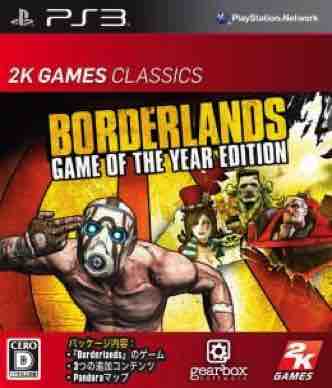 PS3
PlayStation.Network
2K GAMES CLASSICS
BORDERLANDS
GAME OF THE YEAR EDITION
CERO
D
パッケージ内容:
・「Borderlands」のゲーム
・3つの追加コンテンツ
・Pandoraマップ
gearbox
SOFTWARE
2K
GAMES